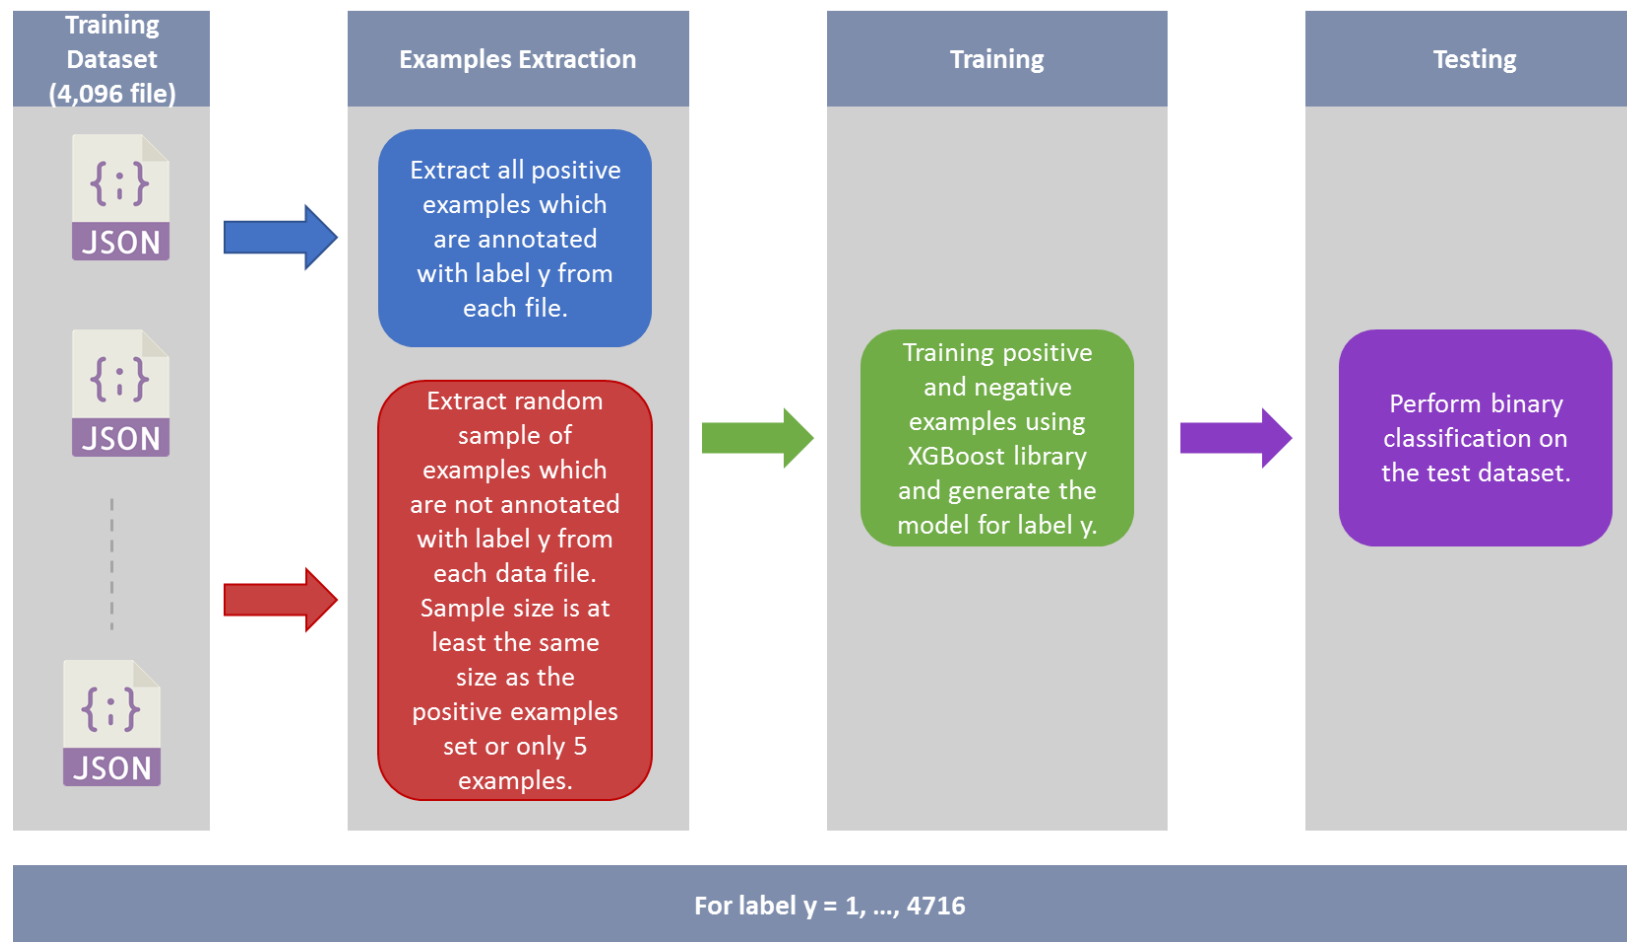 Training
Dataset
(4,096 file)
{;}
JSON
{;}
JSON
{;}
JSON
Examples Extraction
Extract all positive
examples which
are annotated
with label y from
each file.
Extract random
sample of
examples which
are not annotated
with label y from
each data file.
Sample size is at
least the same
size as the
positive examples
set or only 5
examples.
Training
Training positive
and negative
examples using
XGBoost library
and generate the
model for label y.
Testing
Perform binary
classification on
the test dataset.
For label y = 1, ..., 4716